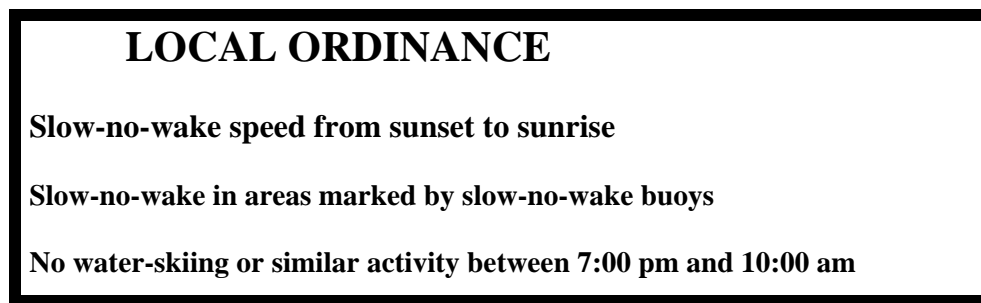 LOCAL ORDINANCE
Slow-no-wake speed from sunset to sunrise
Slow-no-wake in areas marked by slow-no-wake buoys
No water-skiing or similar activity between 7:00 pm and 10:00 am